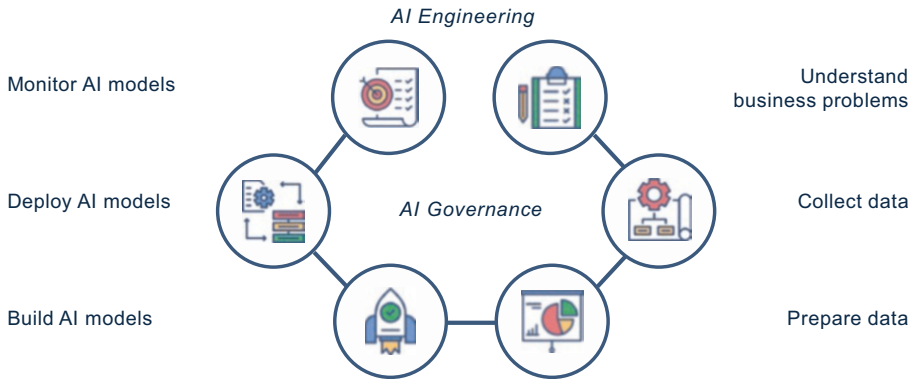 AI Engineering
Monitor AI models
Understand
business problems
Deploy AI models
AI Governance
Collect data
Build AI models
Prepare data